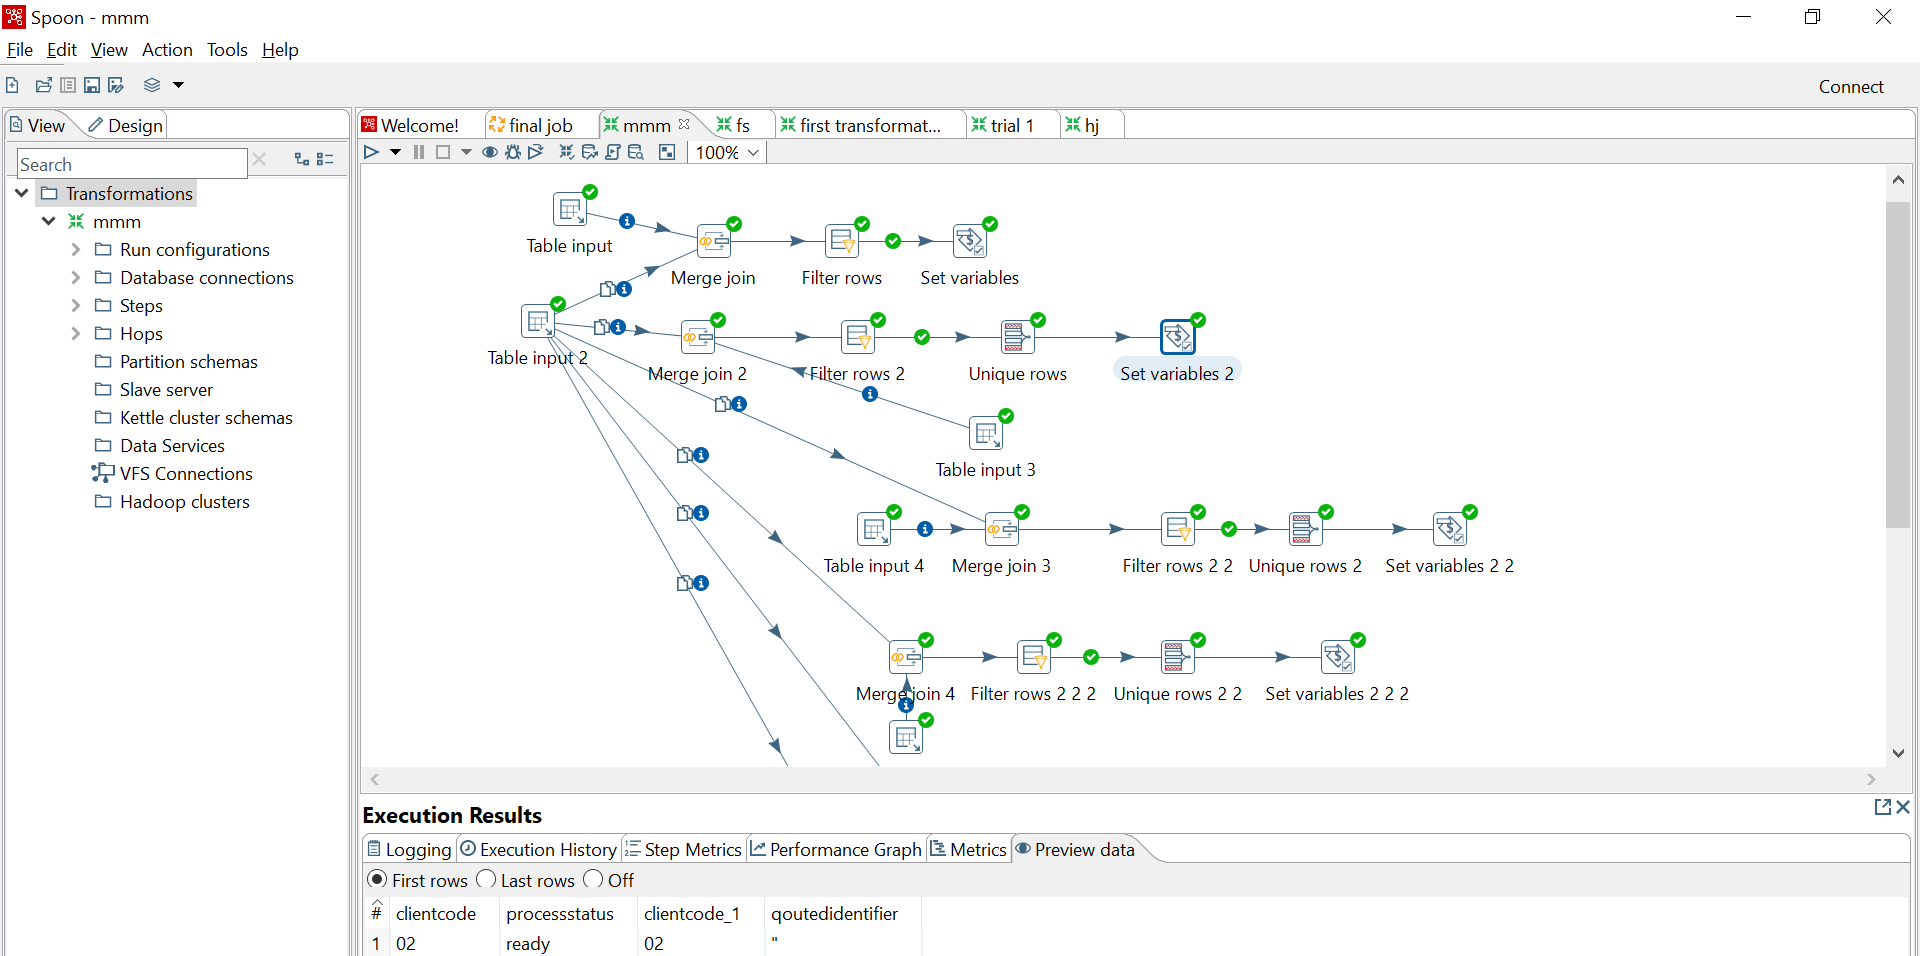 Spoon - mmm
File Edit View Action Tools Help
Connect
View Design
Welcome! final job mmm fs first transformat... trial 1 hj
100%
Search
Transformations
mmm
Run configurations
Database connections
Steps
Hops
Partition schemas
Slave server
Kettle cluster schemas
Data Services
VFS Connections
Hadoop clusters
Table input
Merge join Filter rows Set variables
Table input 2
Merge join 2 Filter rows 2 Unique rows Set variables 2
Table input 3
Table input 4 Merge join 3 Filter rows 2 2 Unique rows 2 Set variables 2 2
Merge join 4 Filter rows 2 2 2 Unique rows 2 2 Set variables 2 2 2
Execution Results
Logging Execution History Step Metrics Performance Graph Metrics Preview data
First rows Last rows Off
# clientcode processstatus clientcode_1 qoutedidentifier
1 02 ready 02 "